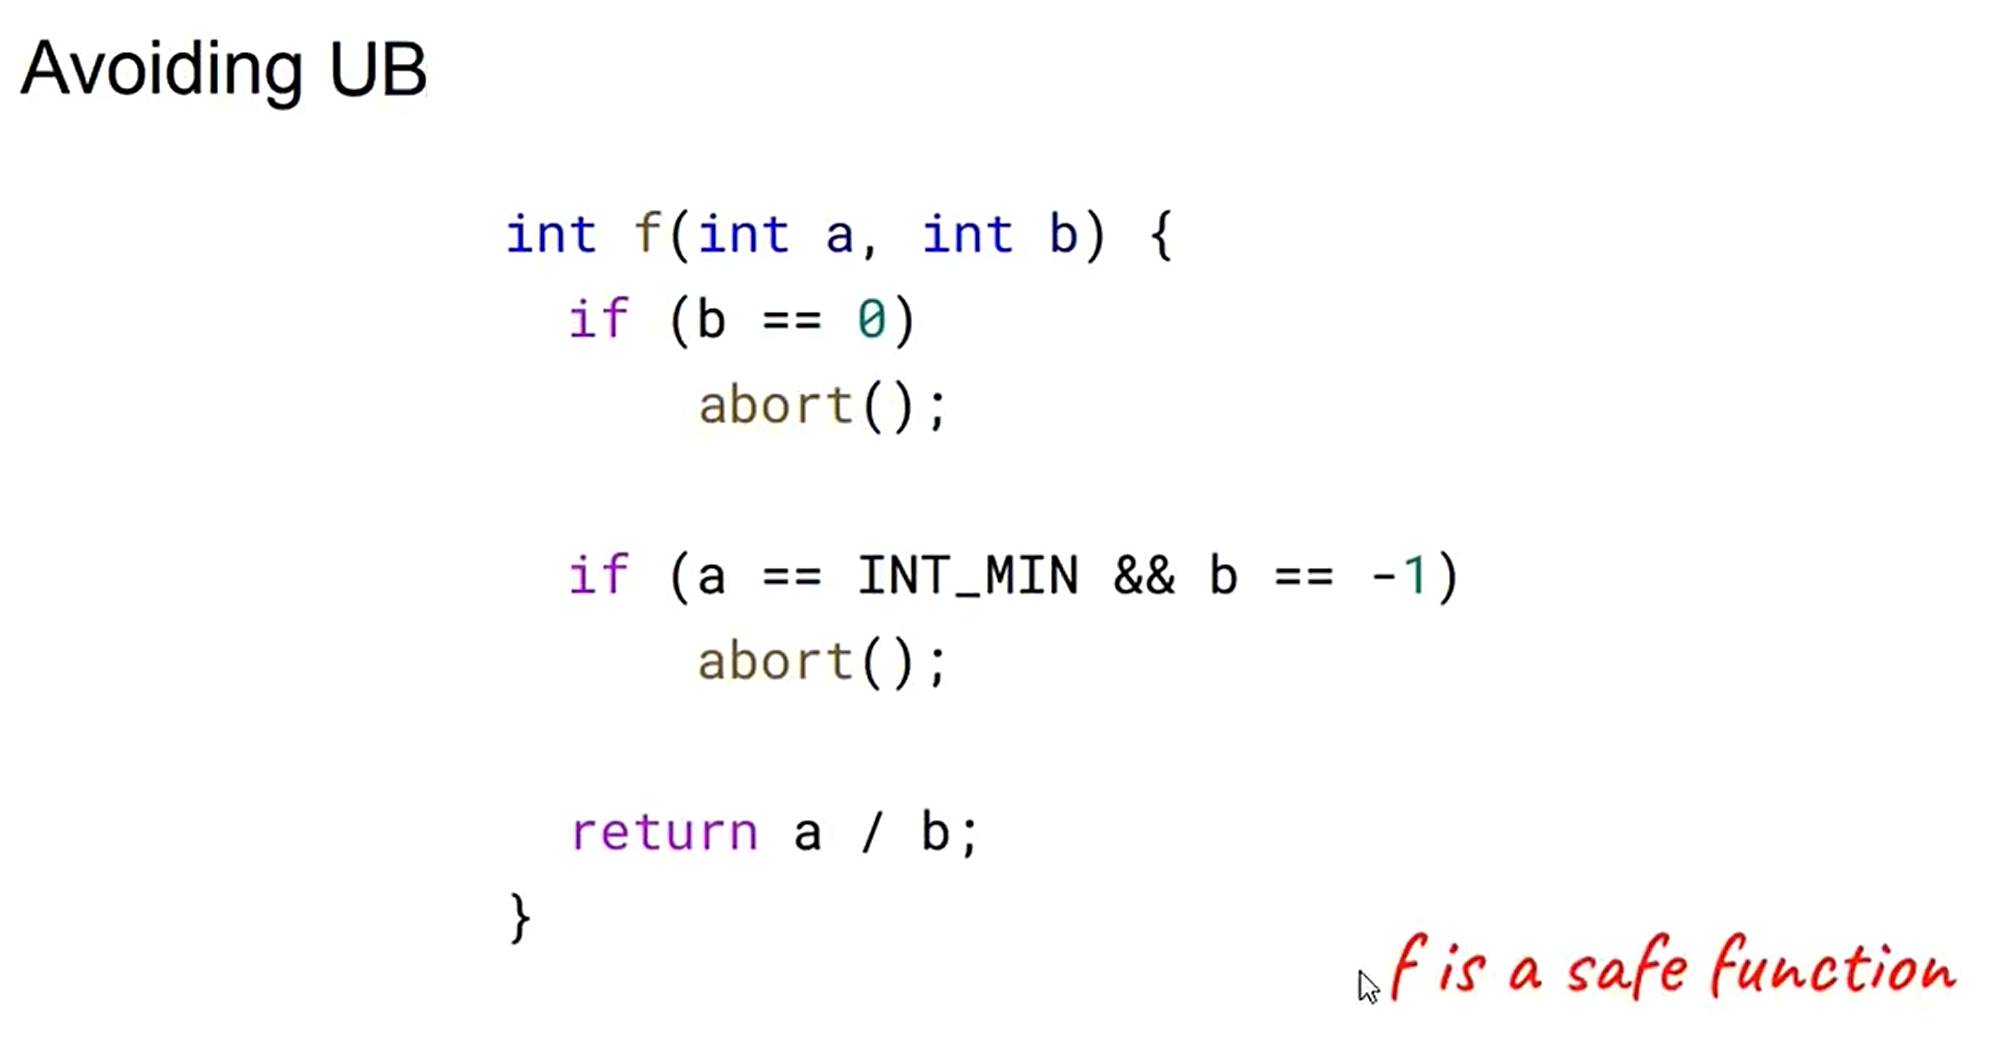 Avoiding UB
int f(int a, int b) {
if (b == 0)
abort();
if (a == INT_MIN && b == -1)
abort();
return a / b;
}
f is a safe function